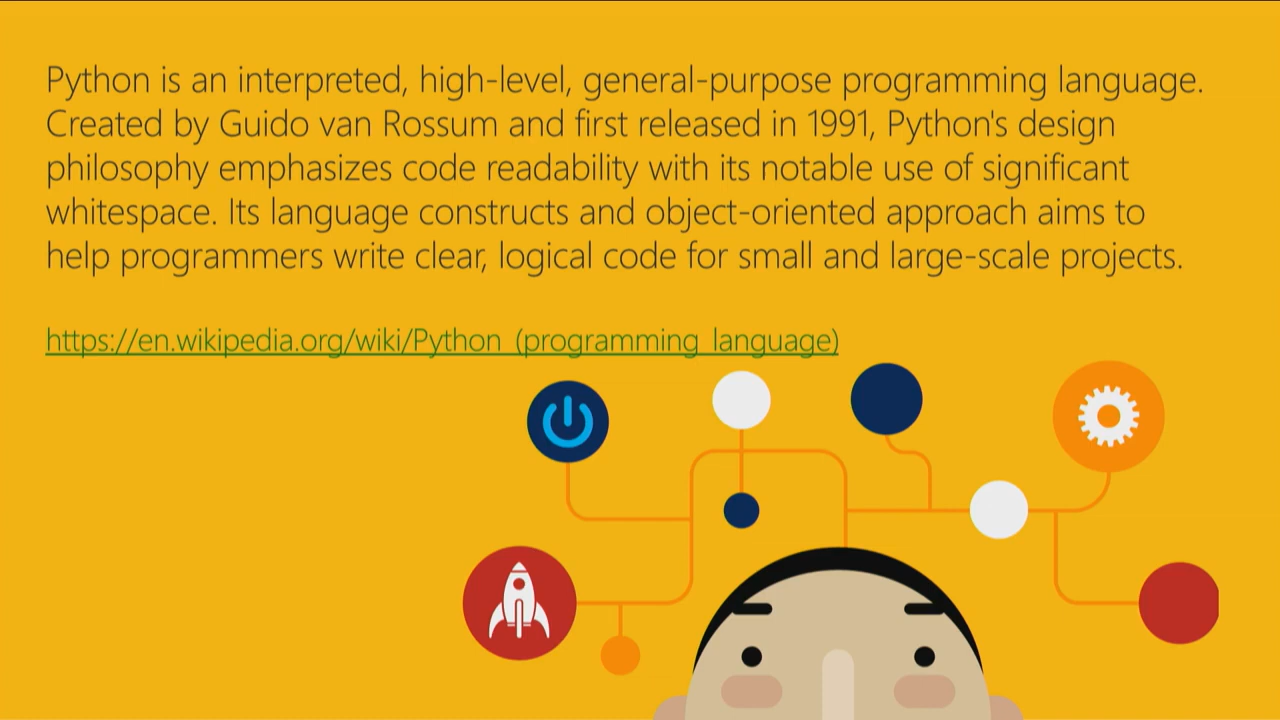 Python is an interpreted, high-level, general-purpose programming language.
Created by Guido van Rossum and first released in 1991, Python's design
philosophy emphasizes code readability with its notable use of significant
whitespace. Its language constructs and object-oriented approach aims to
help programmers write clear, logical code for small and large-scale projects.
https://en.wikipedia.org/wiki/Python_(programming_language)